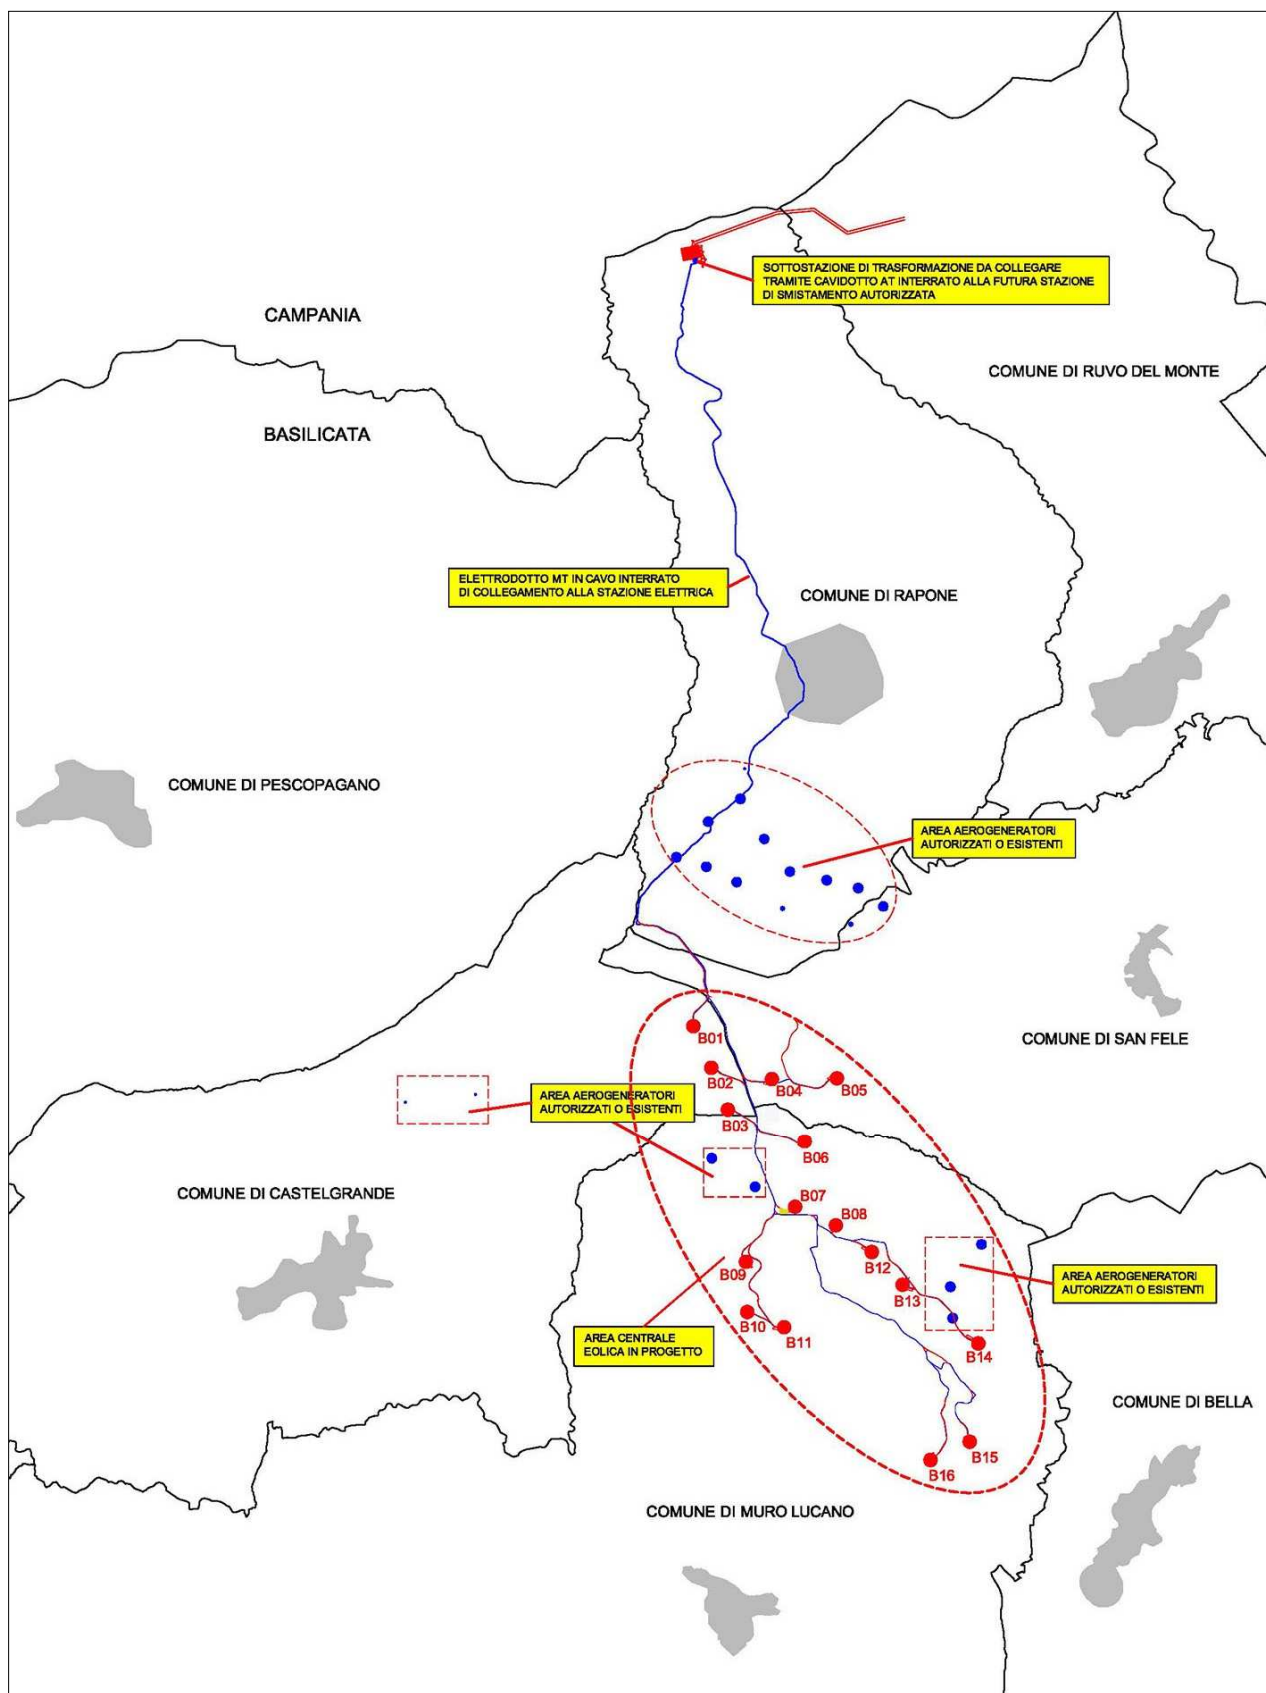 SOTTOSTAZIONE DI TRASFORMAZIONE DA COLLEGARE
TRAMITE CAVIDOTTO AT INTERRATO ALLA FUTURA STAZIONE
DI SMISTAMENTO AUTORIZZATA
CAMPANIA
COMUNE DI RUVO DEL MONTE
BASILICATA
ELETTRODOTTO MT IN CAVO INTERRATO
DI COLLEGAMENTO ALLA STAZIONE ELETTRICA
COMUNE DI RAPONE
COMUNE DI PESCOPAGANO
AREA AEROGENERATORI
AUTORIZZATI O ESISTENTI
COMUNE DI SAN FELE
B01
B02
B04
B05
AREA AEROGENERATORI
AUTORIZZATI O ESISTENTI
B03
B06
COMUNE DI CASTELGRANDE
B07
B08
B12
B09
B13
AREA AEROGENERATORI
AUTORIZZATI O ESISTENTI
B10
B11
AREA CENTRALE
EOLICA IN PROGETTO
B14
COMUNE DI BELLA
B15
B16
COMUNE DI MURO LUCANO